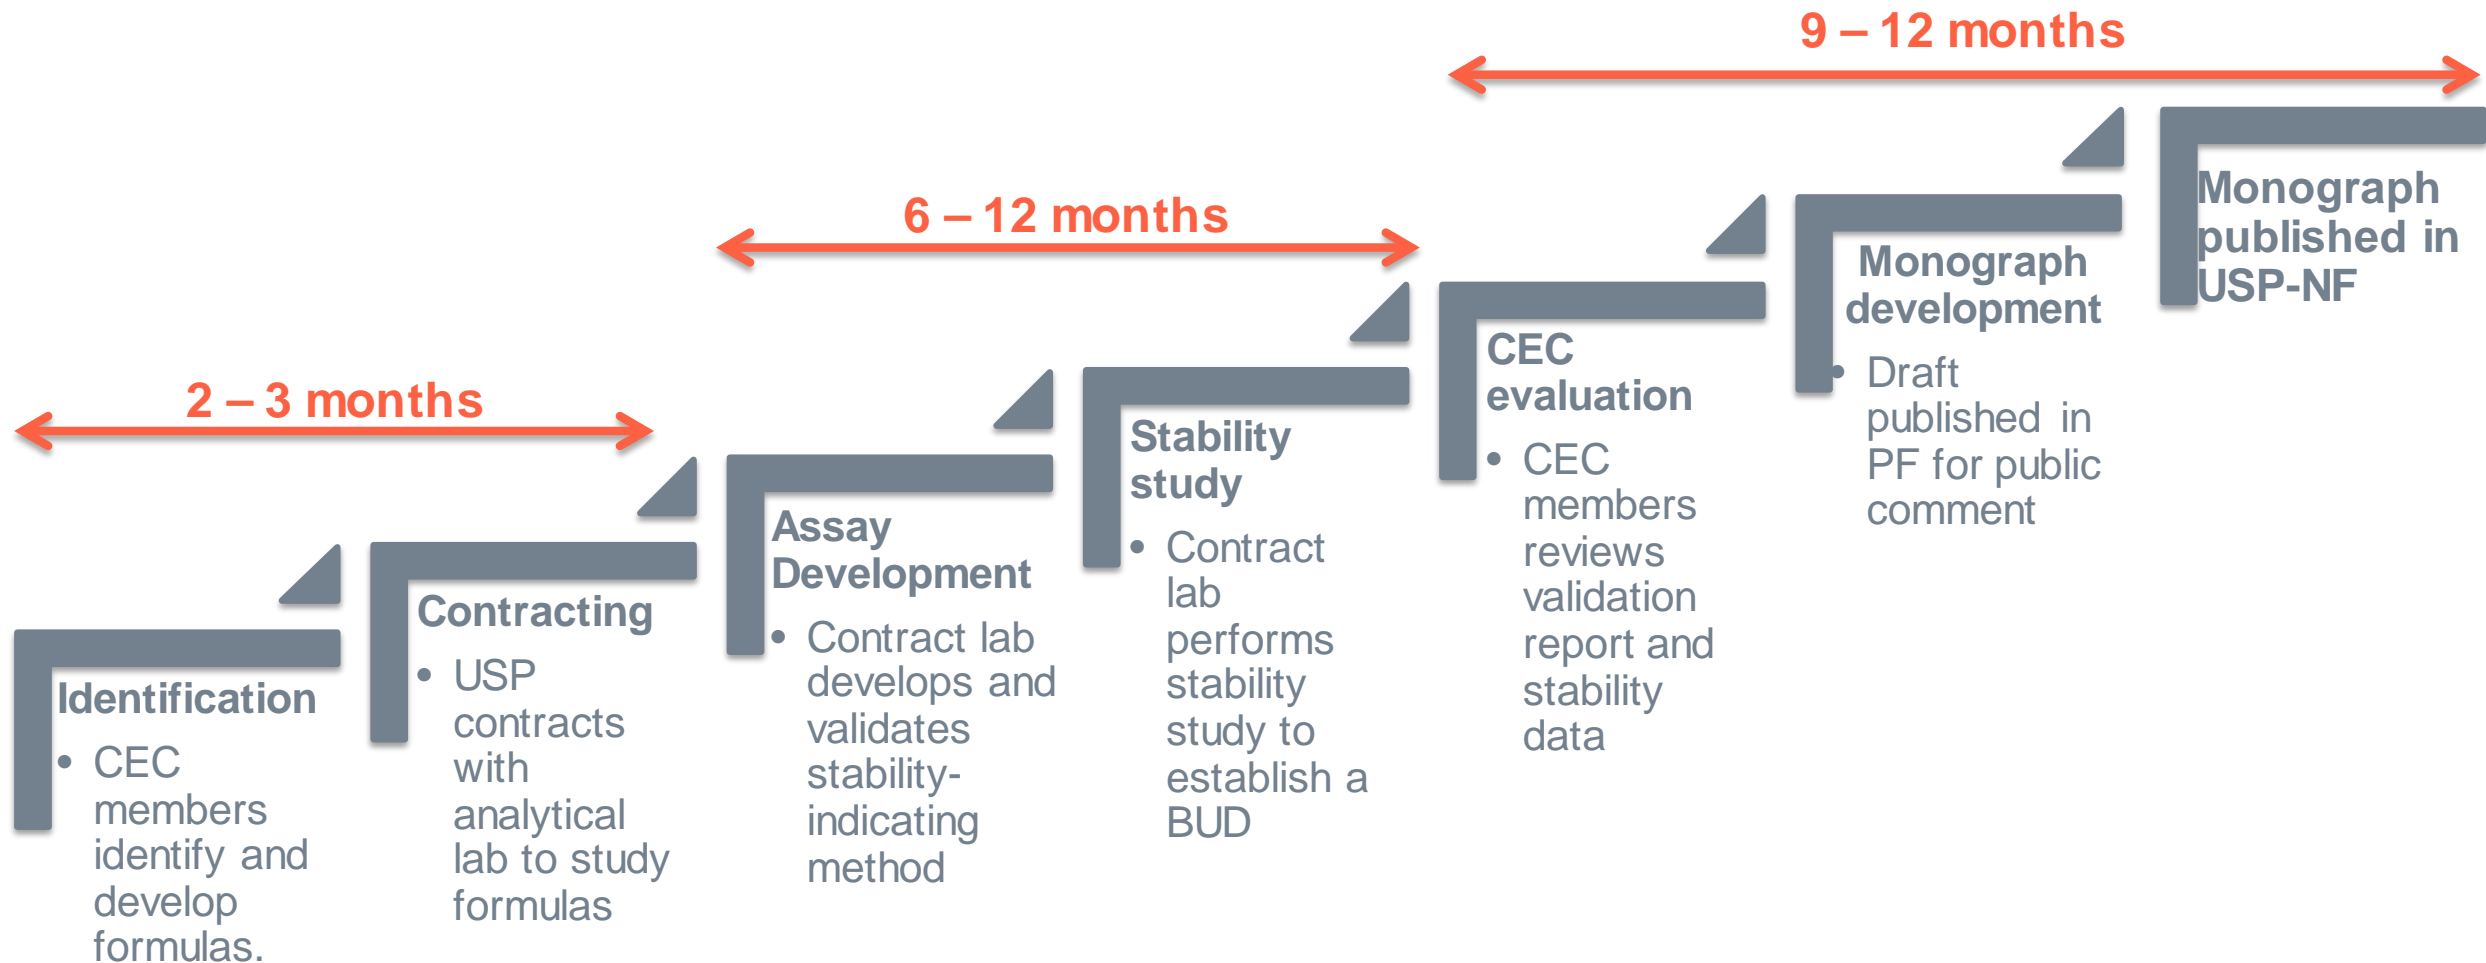 2 – 3 months
Identification
• CEC
members
identify and
develop
formulas.
Contracting
• USP
contracts
with
analytical
lab to study
formulas
6 – 12 months
Assay
Development
• Contract lab
develops and
validates
stability-
indicating
method
Stability
study
• Contract
lab
performs
stability
study to
establish a
BUD
9 – 12 months
CEC
evaluation
• CEC
members
reviews
validation
report and
stability
data
Monograph
development
• Draft
published in
PF for public
comment
Monograph
published in
USP-NF